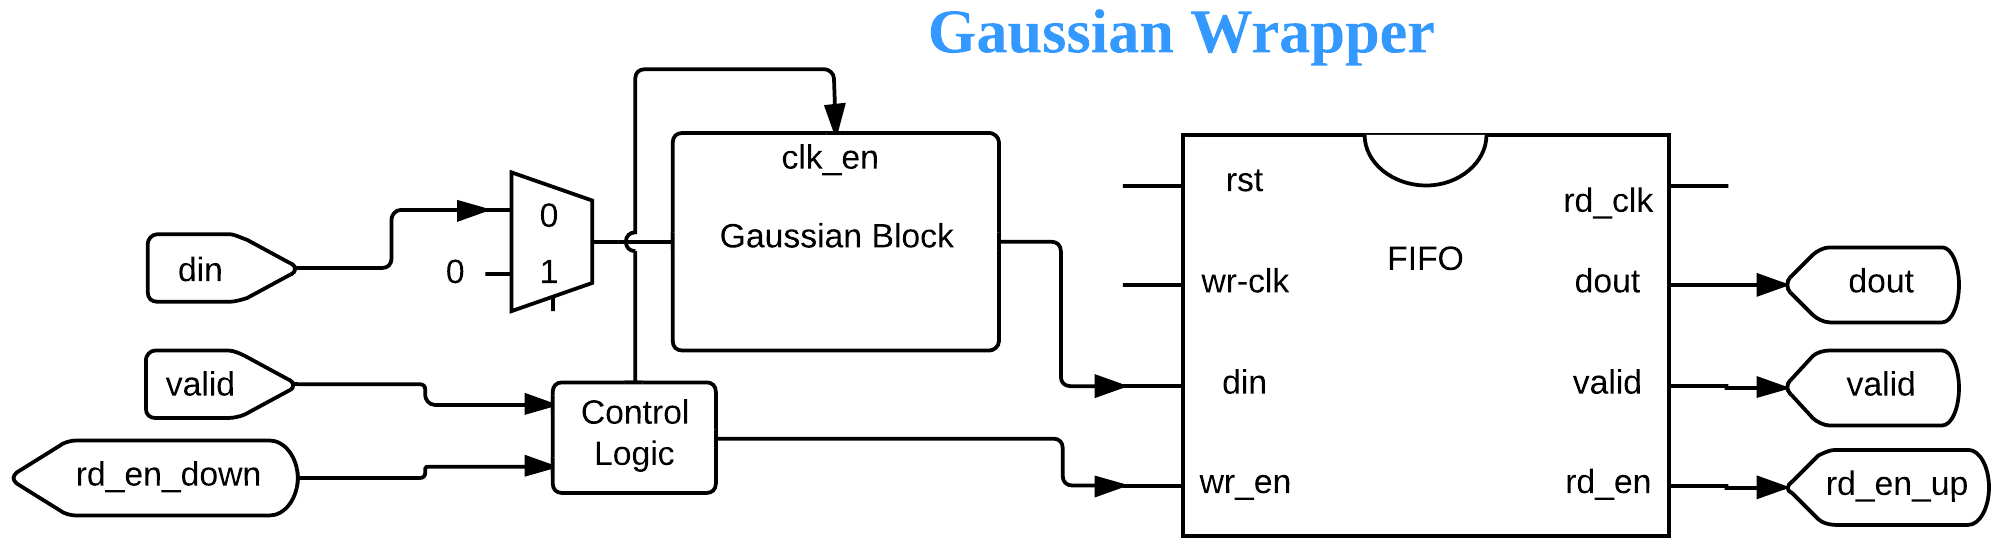 Gaussian Wrapper
clk_en
Gaussian Block
0
0
1
din
valid
rd_en_down
Control
Logic
rst
wr-clk
din
wr_en
FIFO
rd_clk
dout
valid
rd_en
dout
valid
rd_en_up